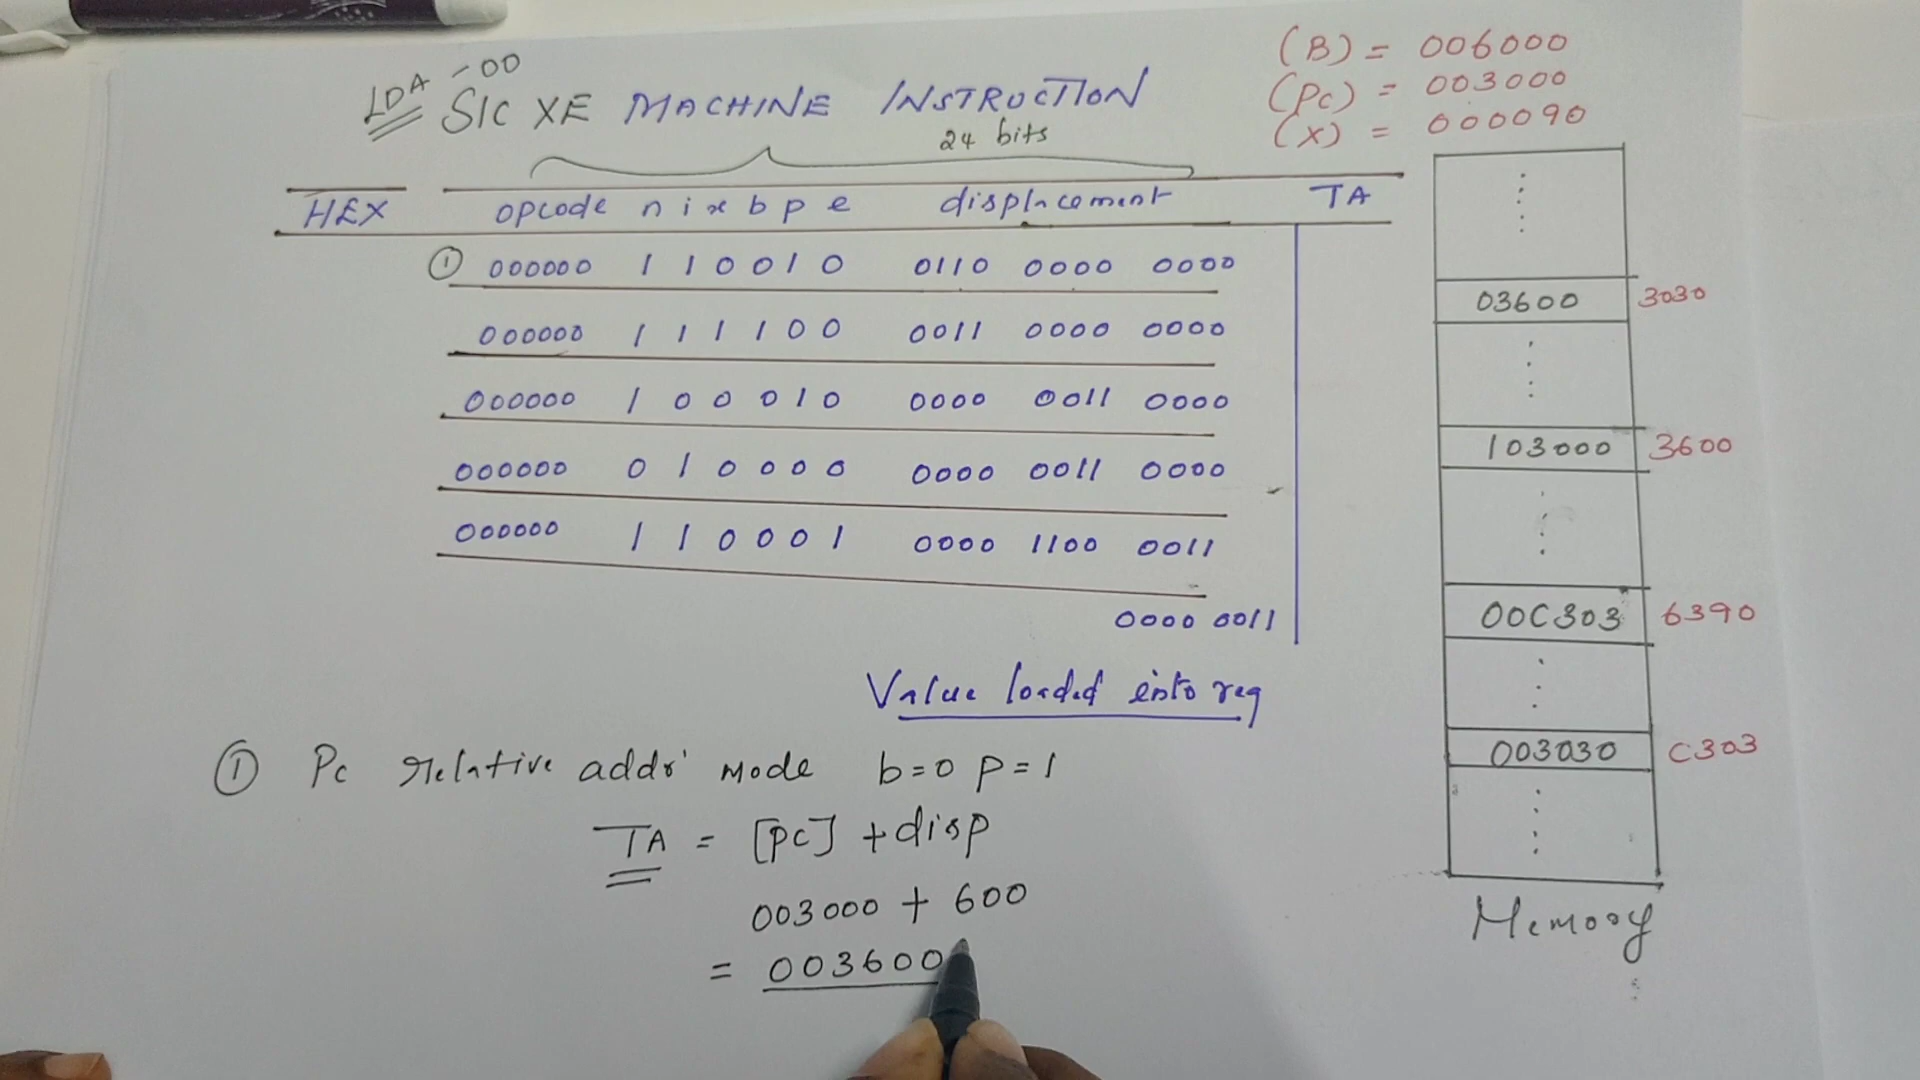 LDA - 00
SIC XE MACHINE INSTRUCTION
(B) = 006000
(PC) = 003000
(X) = 000090
24 bits
HEX opcode n i x b p e displacement TA
① 000000 1 1 0 0 1 0 0110 0000 0000
000000 1 1 1 1 0 0 0011 0000 0000
000000 1 0 0 0 1 0 0000 0011 0000
000000 0 1 0 0 0 0 0000 0011 0000
000000 1 1 0 0 0 1 0000 1100 0011
0000 0011
Value loaded into reg
① Pc relative addr' mode b=0 p=1
TA = [PC] + disp
003000 + 600
= 003600
03600 3030
103000 3600
00C303 6390
003030 C303
Memory